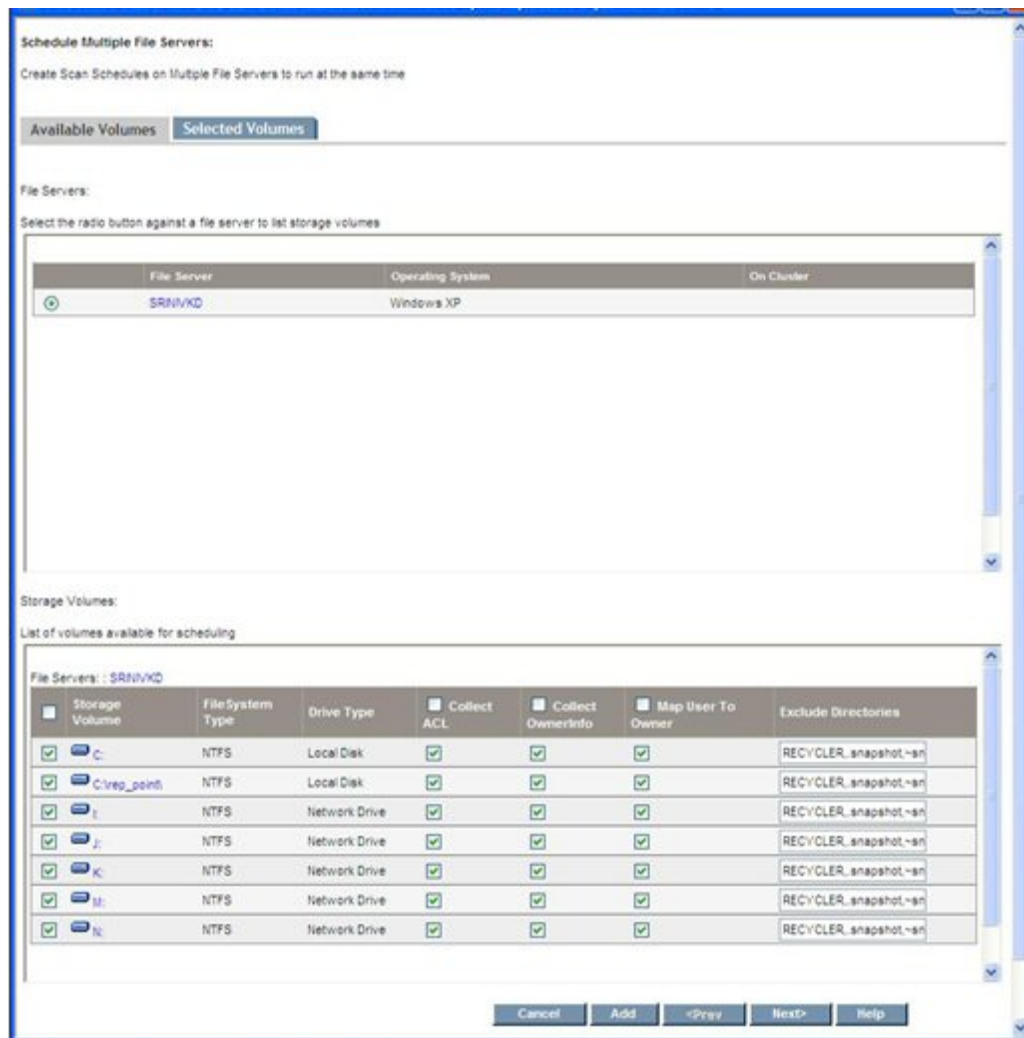 Schedule Multiple File Servers:
Create Scan Schedules on Multiple File Servers to run at the same time
Available Volumes Selected Volumes
File Servers:
Select the radio button against a file server to list storage volumes
File Server Operating System On Cluster
SRINIVKD Windows XP
Storage Volumes:
List of volumes available for scheduling
File Servers: : SRINIVKD
Storage Volume FileSystem Type Drive Type Collect ACL Collect OwnerInfo Map User To Owner Exclude Directories
C: NTFS Local Disk RECYCLER,.snapshot,~sn
C:\rep_point\ NTFS Local Disk RECYCLER,.snapshot,~sn
I: NTFS Network Drive RECYCLER,.snapshot,~sn
J: NTFS Network Drive RECYCLER,.snapshot,~sn
K: NTFS Network Drive RECYCLER,.snapshot,~sn
M: NTFS Network Drive RECYCLER,.snapshot,~sn
N: NTFS Network Drive RECYCLER,.snapshot,~sn
Cancel Add <Prev Next> Help